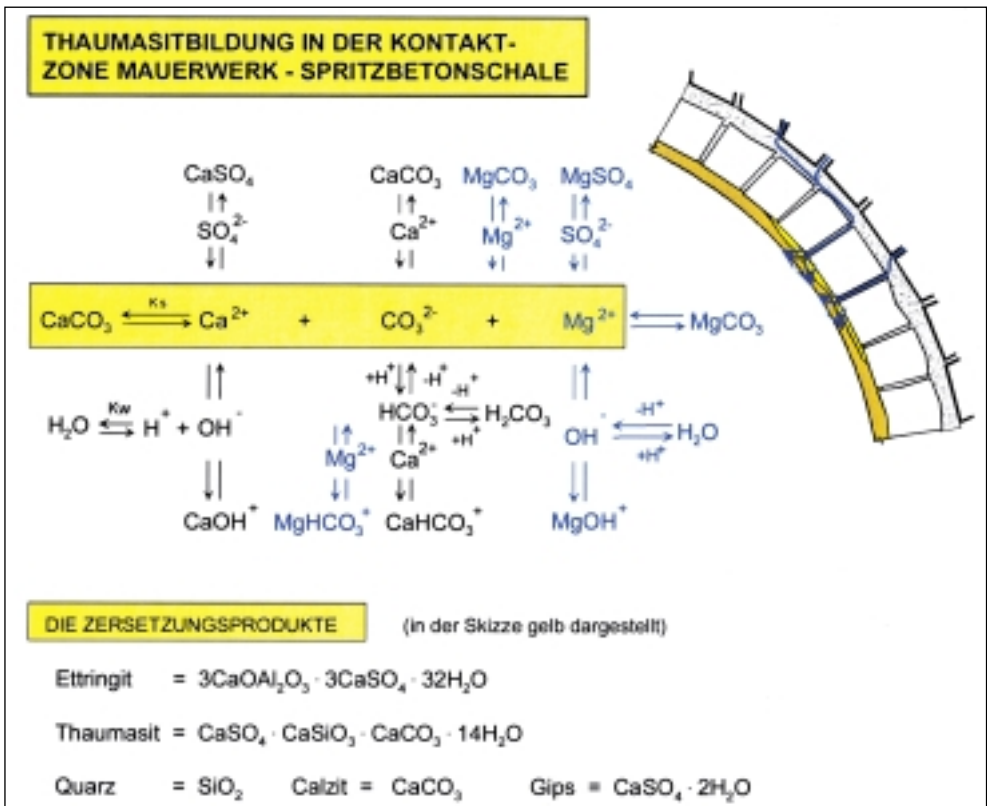 THAUMASITBILDUNG IN DER KONTAKT-
ZONE MAUERWERK - SPRITZBETONSCHALE
CaSO₄ CaCO₃ MgCO₃ MgSO₄
SO₄²⁻ Ca²⁺ Mg²⁺ SO₄²⁻
CaCO₃ Ks Ca²⁺ + CO₃²⁻ + Mg²⁺ MgCO₃
+H⁺ -H⁺
-H⁺
H₂O Kw H⁺ + OH⁻ HCO₃⁻ H₂CO₃ OH⁻ -H⁺ H₂O
+H⁺ +H⁺
Mg²⁺ Ca²⁺
CaOH⁺ MgHCO₃⁺ CaHCO₃⁺ MgOH⁺
DIE ZERSETZUNGSPRODUKTE (in der Skizze gelb dargestellt)
Ettringit = 3CaOAl₂O₃ · 3CaSO₄ · 32H₂O
Thaumasit = CaSO₄ · CaSiO₃ · CaCO₃ · 14H₂O
Quarz = SiO₂ Calzit = CaCO₃ Gips = CaSO₄ · 2H₂O